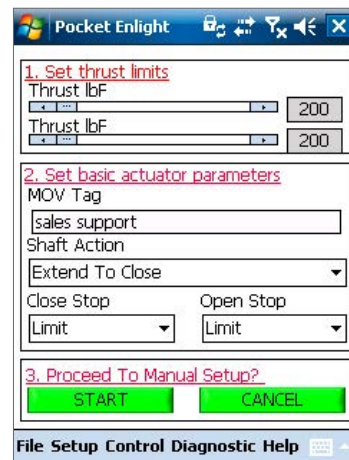 Pocket Enlight
1. Set thrust limits
Thrust lbF
200
Thrust lbF
200
2. Set basic actuator parameters
MOV Tag
sales support
Shaft Action
Extend To Close
Close Stop Open Stop
Limit Limit
3. Proceed To Manual Setup?
START CANCEL
File Setup Control Diagnostic Help